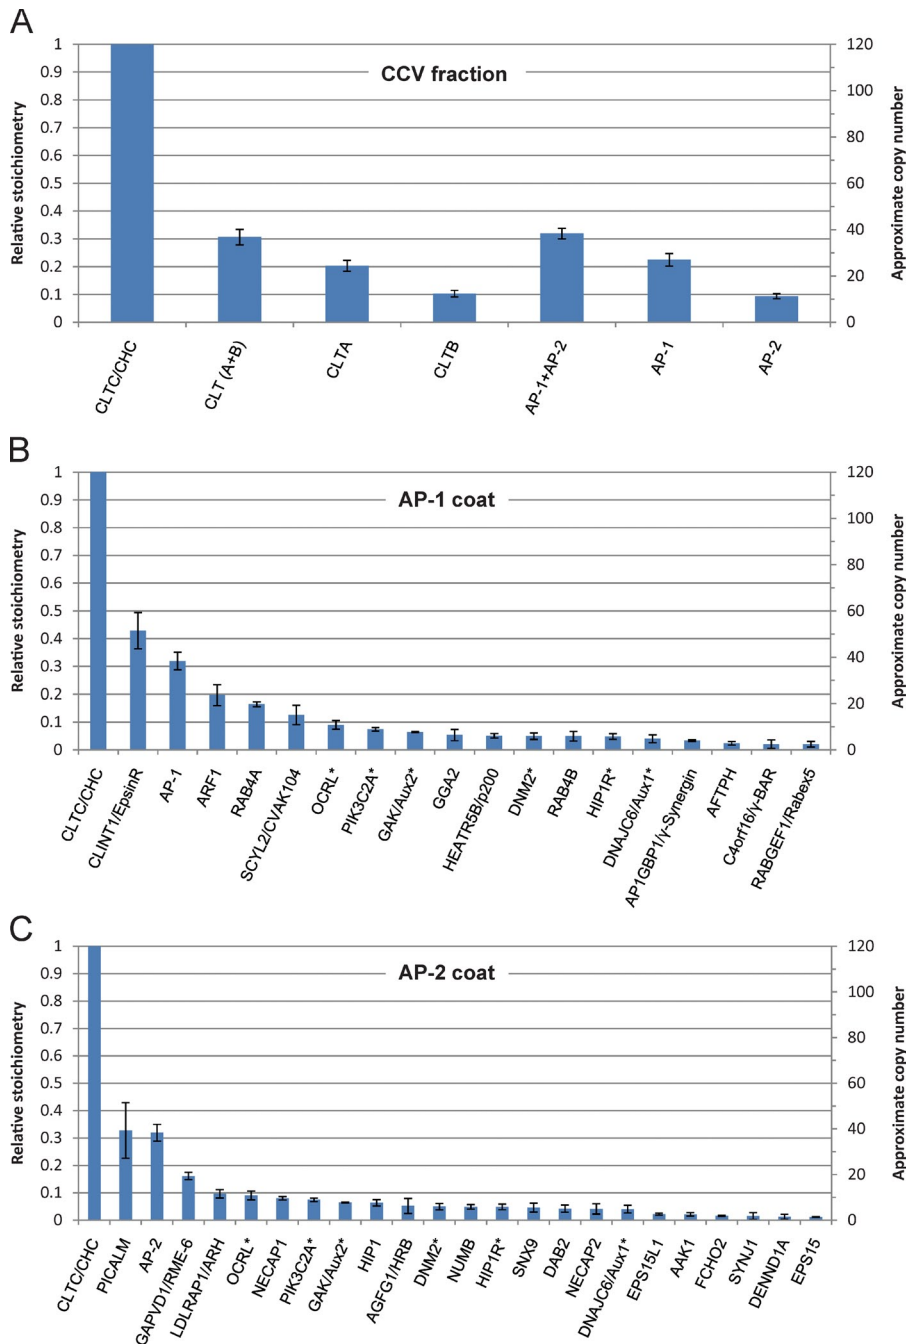 A
CCV fraction
Relative stoichiometry
1
0.9
0.8
0.7
0.6
0.5
0.4
0.3
0.2
0.1
0
120
100
80
60
40
20
0
Approximate copy number
CLTC/CHC
CLT (A+B)
CLTA
CLTB
AP-1+AP-2
AP-1
AP-2
B
AP-1 coat
Relative stoichiometry
1
0.9
0.8
0.7
0.6
0.5
0.4
0.3
0.2
0.1
0
120
100
80
60
40
20
0
Approximate copy number
CLTC/CHC
CLINT1/EpsinR
AP-1
ARF1
RAB4A
SCYL2/CVAK104
OCRL*
PIK3C2A*
GAK/Aux2*
GGA2
HEATR5B/p200
DNM2*
RAB4B
HIP1R*
DNAJC6/Aux1*
AP1GBP1/γ-Synergin
AFTPH
C4orf16/γ-BAR
RABGEF1/Rabex5
C
AP-2 coat
Relative stoichiometry
1
0.9
0.8
0.7
0.6
0.5
0.4
0.3
0.2
0.1
0
120
100
80
60
40
20
0
Approximate copy number
CLTC/CHC
PICALM
AP-2
GAPVD1/RME-6
LDLRAP1/ARH
OCRL*
NECAP1
PIK3C2A*
GAK/Aux2*
HIP1
AGFG1/HRB
DNM2*
NUMB
HIP1R*
SNX9
DAB2
NECAP2
DNAJC6/Aux1*
EPS15L1
AAK1
FCHO2
SYNJ1
DENND1A
EPS15